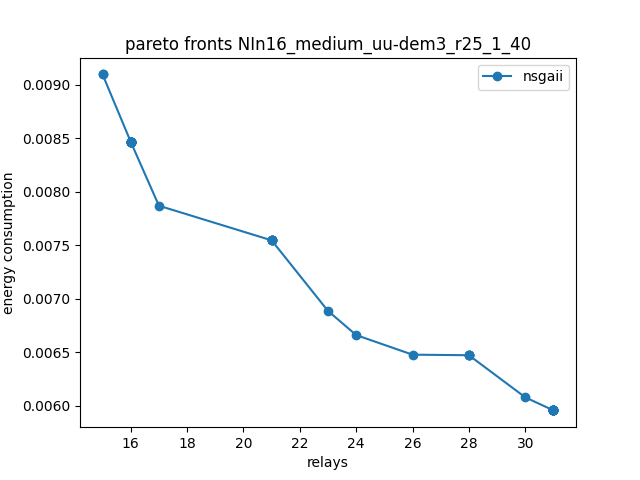 pareto fronts NIn16_medium_uu-dem3_r25_1_40
nsgaii
energy consumption
0.0090
0.0085
0.0080
0.0075
0.0070
0.0065
0.0060
16 18 20 22 24 26 28 30
relays